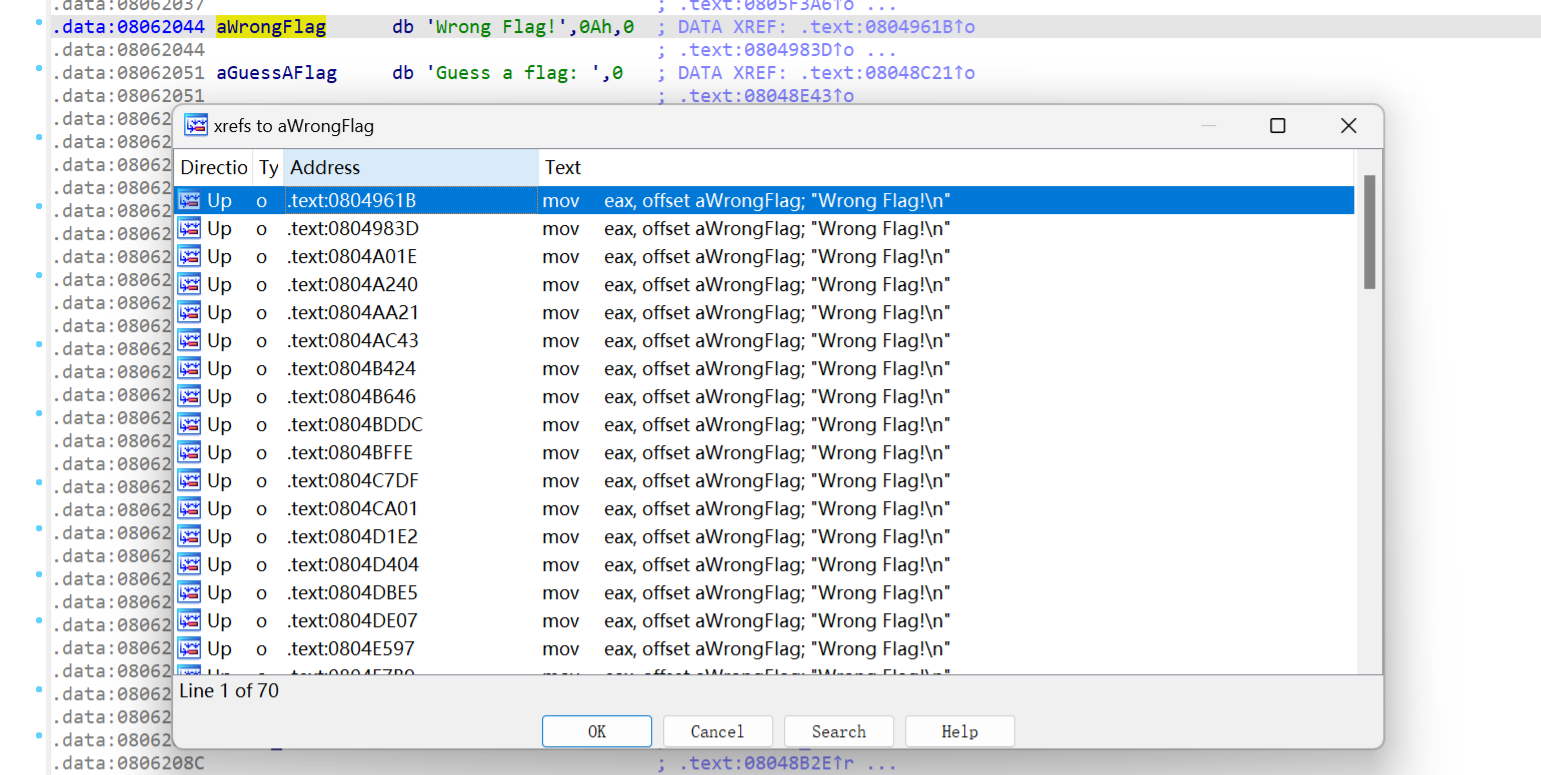 .data:08062037 ; .text:0805F3A6↑o ...
.data:08062044 aWrongFlag db 'Wrong Flag!',0Ah,0 ; DATA XREF: .text:0804961B↑o
.data:08062044 ; .text:0804983D↑o ...
.data:08062051 aGuessAFlag db 'Guess a flag: ',0 ; DATA XREF: .text:08048C21↑o
.data:08062051 ; .text:08048E43↑o
.data:08062
.data:08062
xrefs to aWrongFlag
.data:08062
Directio Ty Address Text
.data:08062
Up o .text:0804961B mov eax, offset aWrongFlag; "Wrong Flag!\n"
.data:08062
Up o .text:0804983D mov eax, offset aWrongFlag; "Wrong Flag!\n"
.data:08062
Up o .text:0804A01E mov eax, offset aWrongFlag; "Wrong Flag!\n"
.data:08062
Up o .text:0804A240 mov eax, offset aWrongFlag; "Wrong Flag!\n"
.data:08062
Up o .text:0804AA21 mov eax, offset aWrongFlag; "Wrong Flag!\n"
.data:08062
Up o .text:0804AC43 mov eax, offset aWrongFlag; "Wrong Flag!\n"
.data:08062
Up o .text:0804B424 mov eax, offset aWrongFlag; "Wrong Flag!\n"
.data:08062
Up o .text:0804B646 mov eax, offset aWrongFlag; "Wrong Flag!\n"
.data:08062
Up o .text:0804BDDC mov eax, offset aWrongFlag; "Wrong Flag!\n"
.data:08062
Up o .text:0804BFFE mov eax, offset aWrongFlag; "Wrong Flag!\n"
.data:08062
.data:08062
Up o .text:0804C7DF mov eax, offset aWrongFlag; "Wrong Flag!\n"
.data:08062
Up o .text:0804CA01 mov eax, offset aWrongFlag; "Wrong Flag!\n"
.data:08062
Up o .text:0804D1E2 mov eax, offset aWrongFlag; "Wrong Flag!\n"
.data:08062
Up o .text:0804D404 mov eax, offset aWrongFlag; "Wrong Flag!\n"
.data:08062
Up o .text:0804DBE5 mov eax, offset aWrongFlag; "Wrong Flag!\n"
.data:08062
Up o .text:0804DE07 mov eax, offset aWrongFlag; "Wrong Flag!\n"
.data:08062
Up o .text:0804E597 mov eax, offset aWrongFlag; "Wrong Flag!\n"
.data:08062
.data:08062
Line 1 of 70
.data:08062
.data:08062
OK Cancel Search Help
.data:08062
.data:0806208C ; .text:08048B2E↑r ...